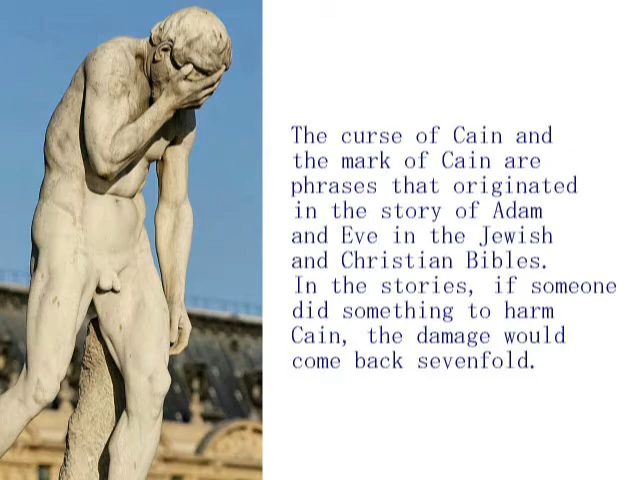 The curse of Cain and
the mark of Cain are
phrases that originated
in the story of Adam
and Eve in the Jewish
and Christian Bibles.
In the stories, if someone
did something to harm
Cain, the damage would
come back sevenfold.